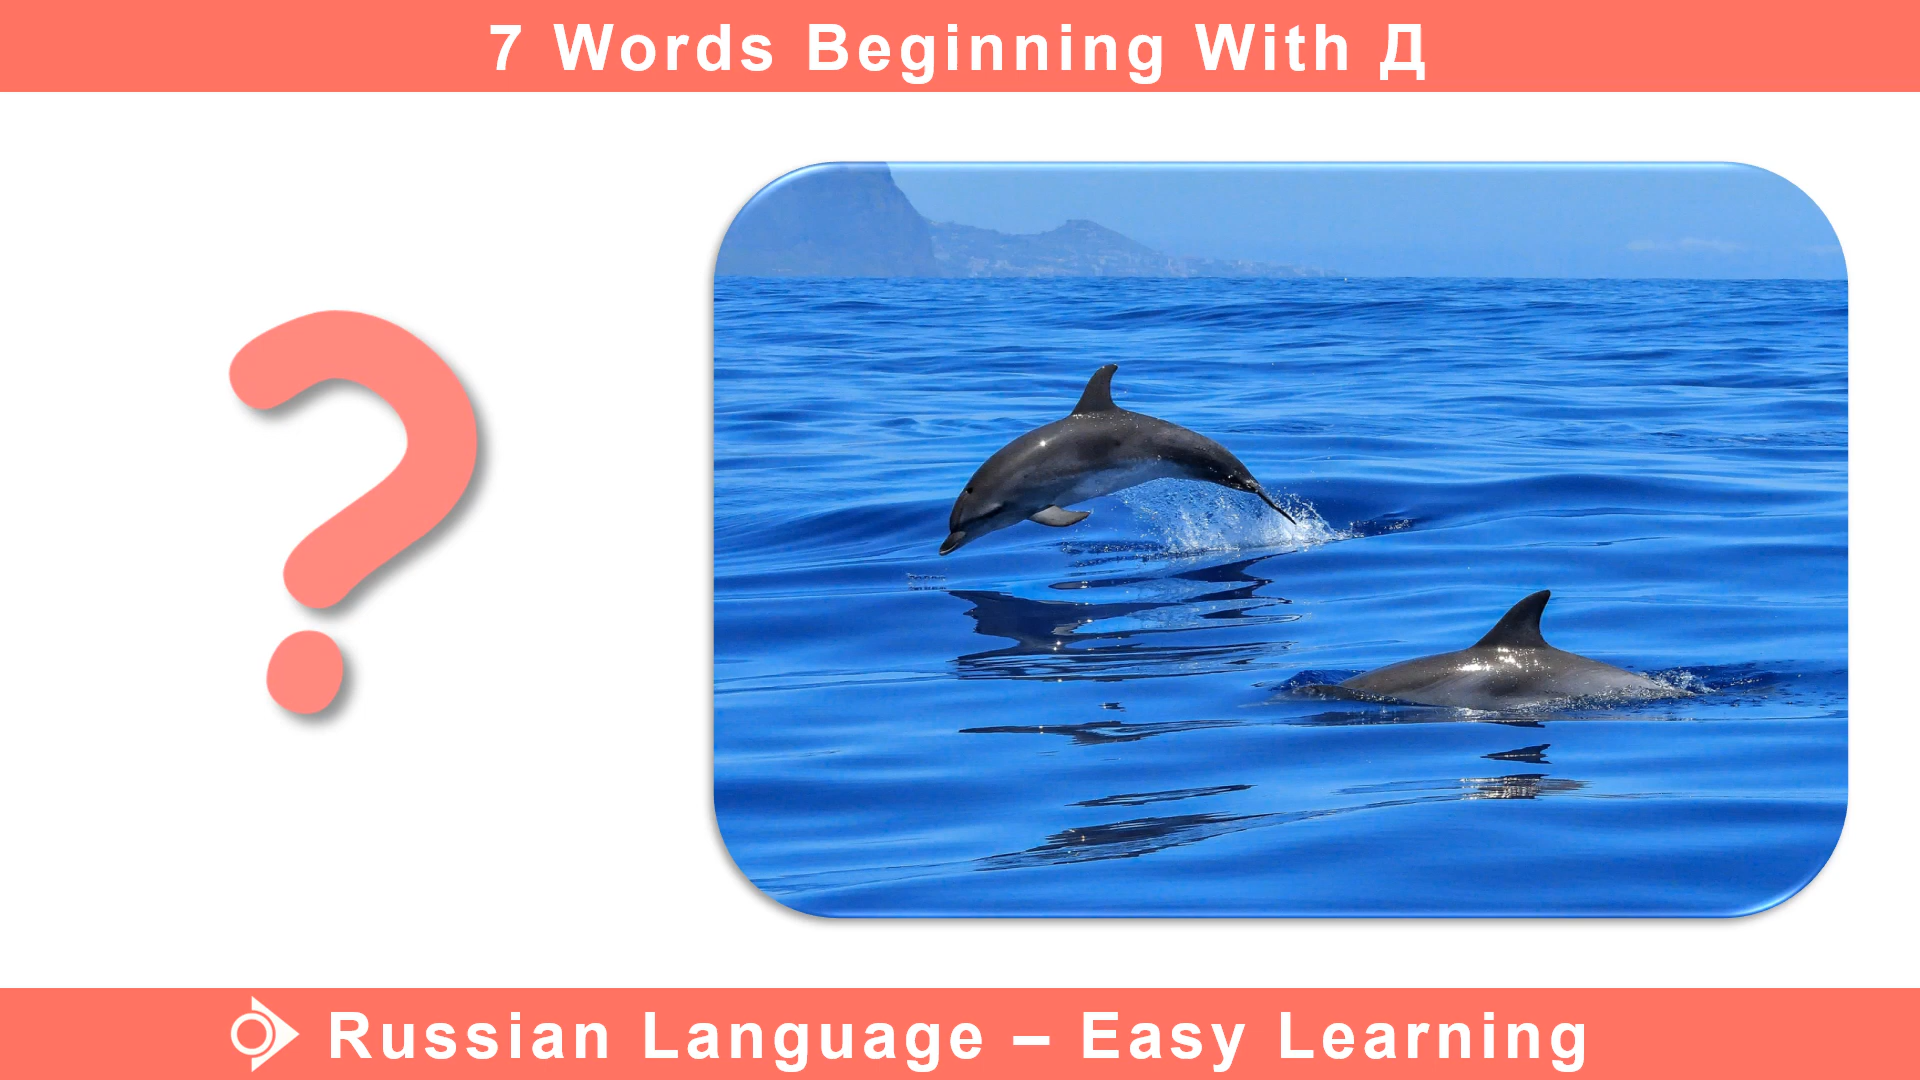 7 Words Beginning With Д
?
Russian Language – Easy Learning